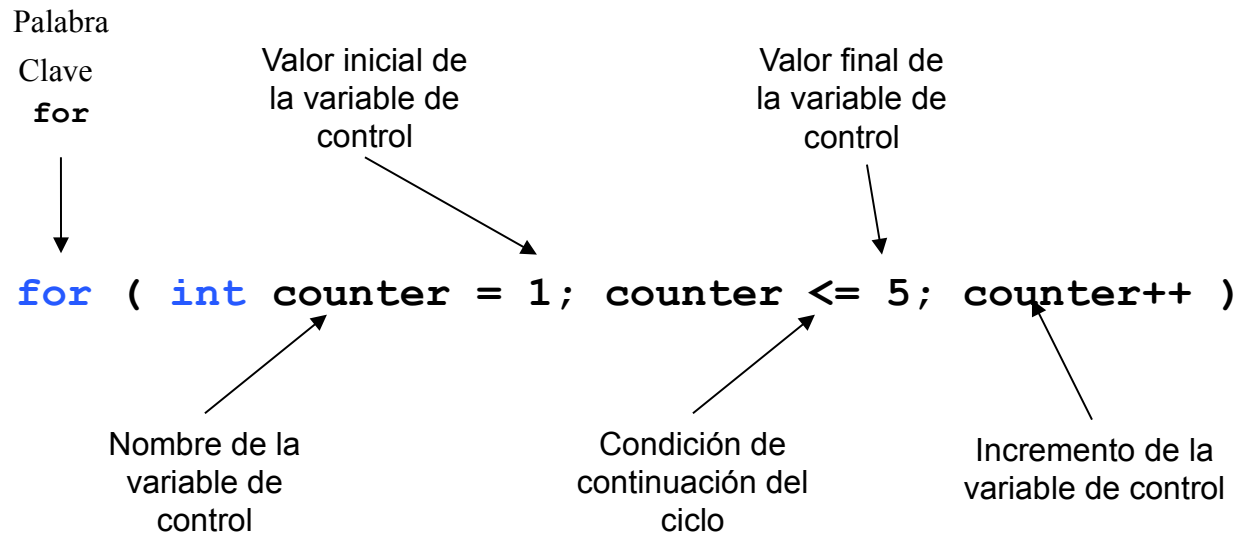 Palabra
Clave
for
Valor inicial de
la variable de
control
Valor final de
la variable de
control
for ( int counter = 1; counter <= 5; counter++ )
Nombre de la
variable de
control
Condición de
continuación del
ciclo
Incremento de la
variable de control